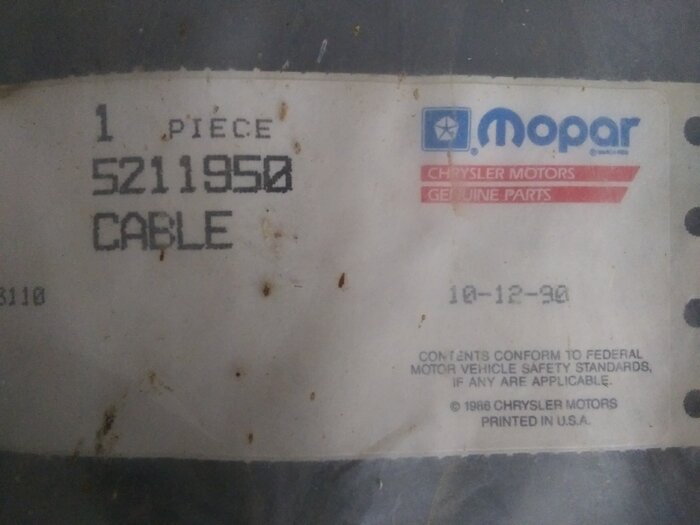 1 PIECE
5211950
CABLE
3110
Mopar
CHRYSLER MOTORS
GENUINE PARTS
10-12-90
CONTENTS CONFORM TO FEDERAL
MOTOR VEHICLE SAFETY STANDARDS,
IF ANY ARE APPLICABLE.
© 1986 CHRYSLER MOTORS
PRINTED IN U.S.A.